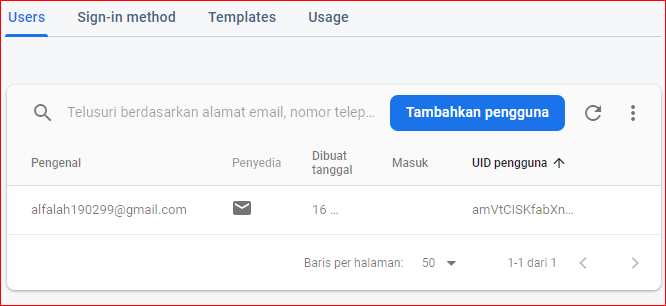 Users Sign-in method Templates Usage
Telusuri berdasarkan alamat email, nomor telep... Tambahkan pengguna
Pengenal Penyedia Dibuat tanggal Masuk UID pengguna
alfalah190299@gmail.com 16 ... amVtCISKfabXn...
Baris per halaman: 50 1-1 dari 1